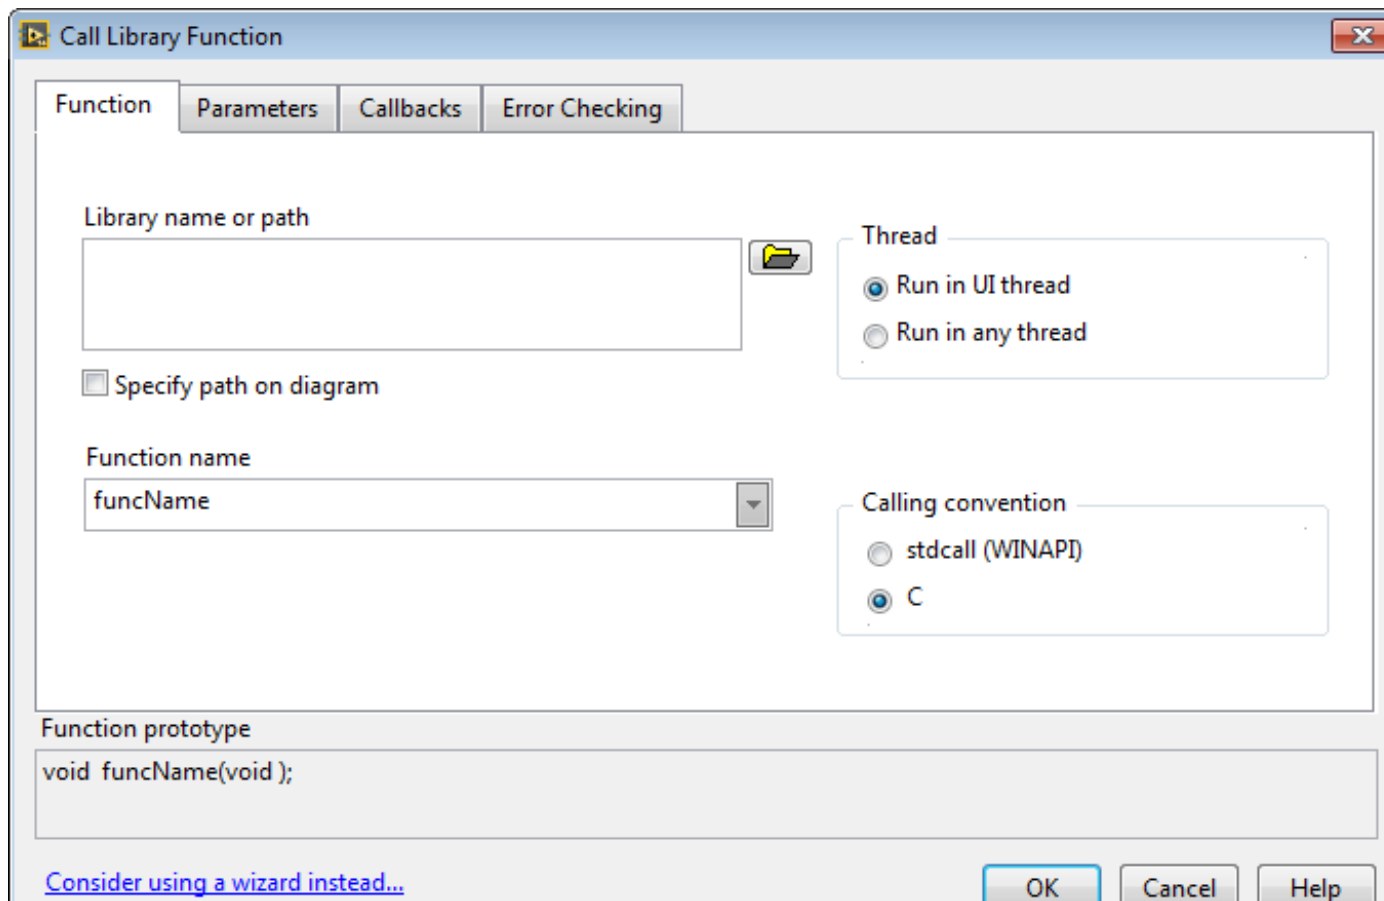 Call Library Function
Function Parameters Callbacks Error Checking
Library name or path
Thread
Run in UI thread
Run in any thread
Specify path on diagram
Function name
funcName
Calling convention
stdcall (WINAPI)
C
Function prototype
void  funcName(void );
Consider using a wizard instead...
OK Cancel Help